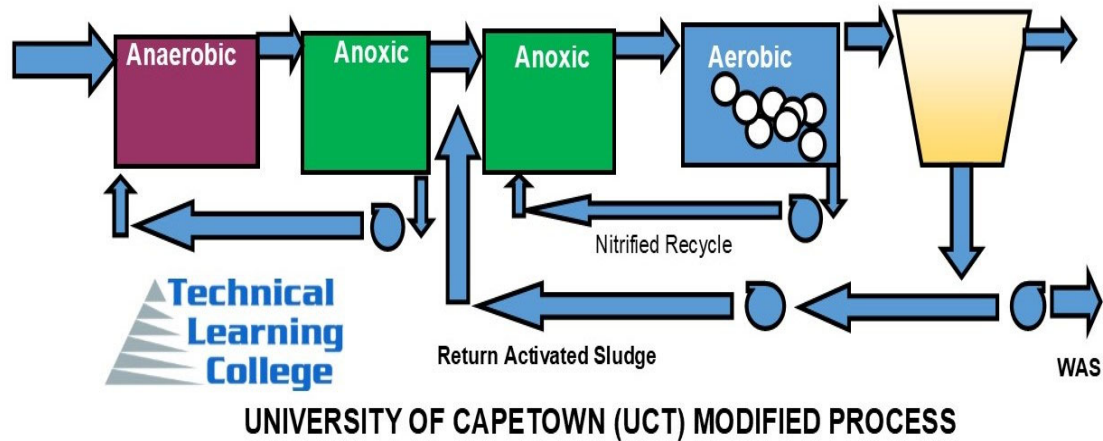 Anaerobic
Anoxic
Anoxic
Aerobic
Nitrified Recycle
Technical
Learning
College
Return Activated Sludge
WAS
UNIVERSITY OF CAPETOWN (UCT) MODIFIED PROCESS